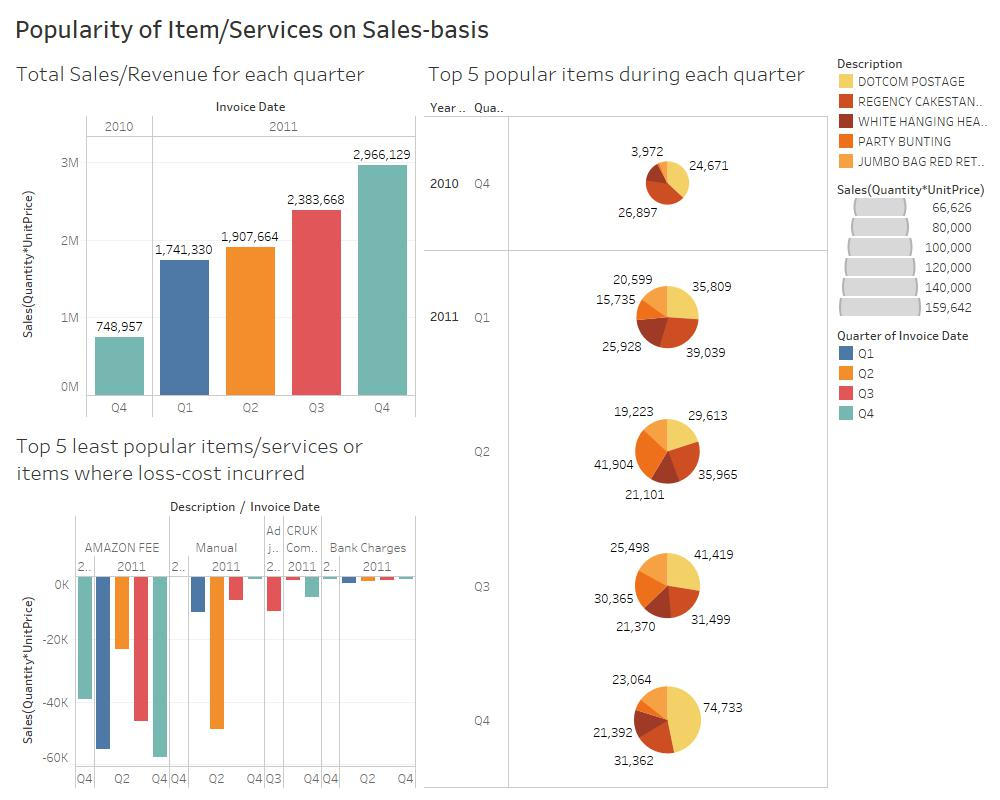 Popularity of Item/Services on Sales-basis
Total Sales/Revenue for each quarter
Invoice Date
2010
2011
Sales(Quantity*UnitPrice)
3M
2M
1M
0M
748,957
1,741,330
1,907,664
2,383,668
2,966,129
Q4
Q1
Q2
Q3
Q4
Top 5 least popular items/services or
items where loss-cost incurred
Description / Invoice Date
AMAZON FEE
Manual
Ad
j..
CRUK
Com..
Bank Charges
2..
2011
2..
2011
2..
2011
2..
2011
Sales(Quantity*UnitPrice)
0K
-20K
-40K
-60K
Q4
Q2
Q4
Q4
Q2
Q4
Q3
Q4
Q4
Q2
Q4
Top 5 popular items during each quarter
Year ..
Qua..
2010
Q4
3,972
24,671
26,897
2011
Q1
20,599
35,809
15,735
25,928
39,039
Q2
19,223
29,613
41,904
35,965
21,101
Q3
25,498
41,419
30,365
31,499
21,370
Q4
23,064
74,733
21,392
31,362
Description
DOTCOM POSTAGE
REGENCY CAKESTAN..
WHITE HANGING HEA..
PARTY BUNTING
JUMBO BAG RED RET..
Sales(Quantity*UnitPrice)
66,626
80,000
100,000
120,000
140,000
159,642
Quarter of Invoice Date
Q1
Q2
Q3
Q4